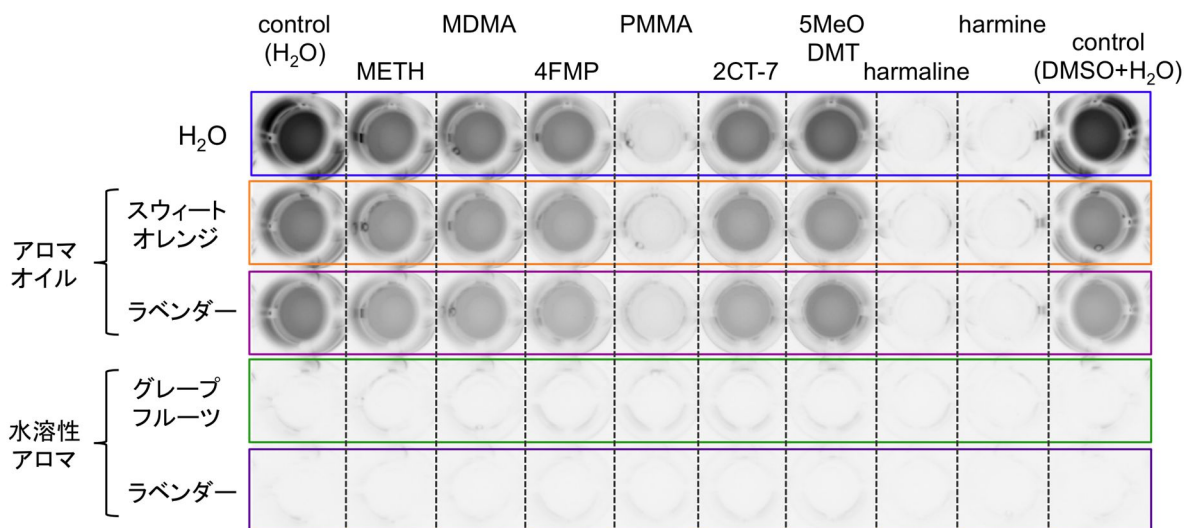 control
(H₂O)
METH
MDMA
4FMP
PMMA
2CT-7
5MeO
DMT
harmaline
harmine
control
(DMSO+H₂O)
H₂O
アロマ
オイル
スウィート
オレンジ
ラベンダー
水溶性
アロマ
グレープ
フルーツ
ラベンダー